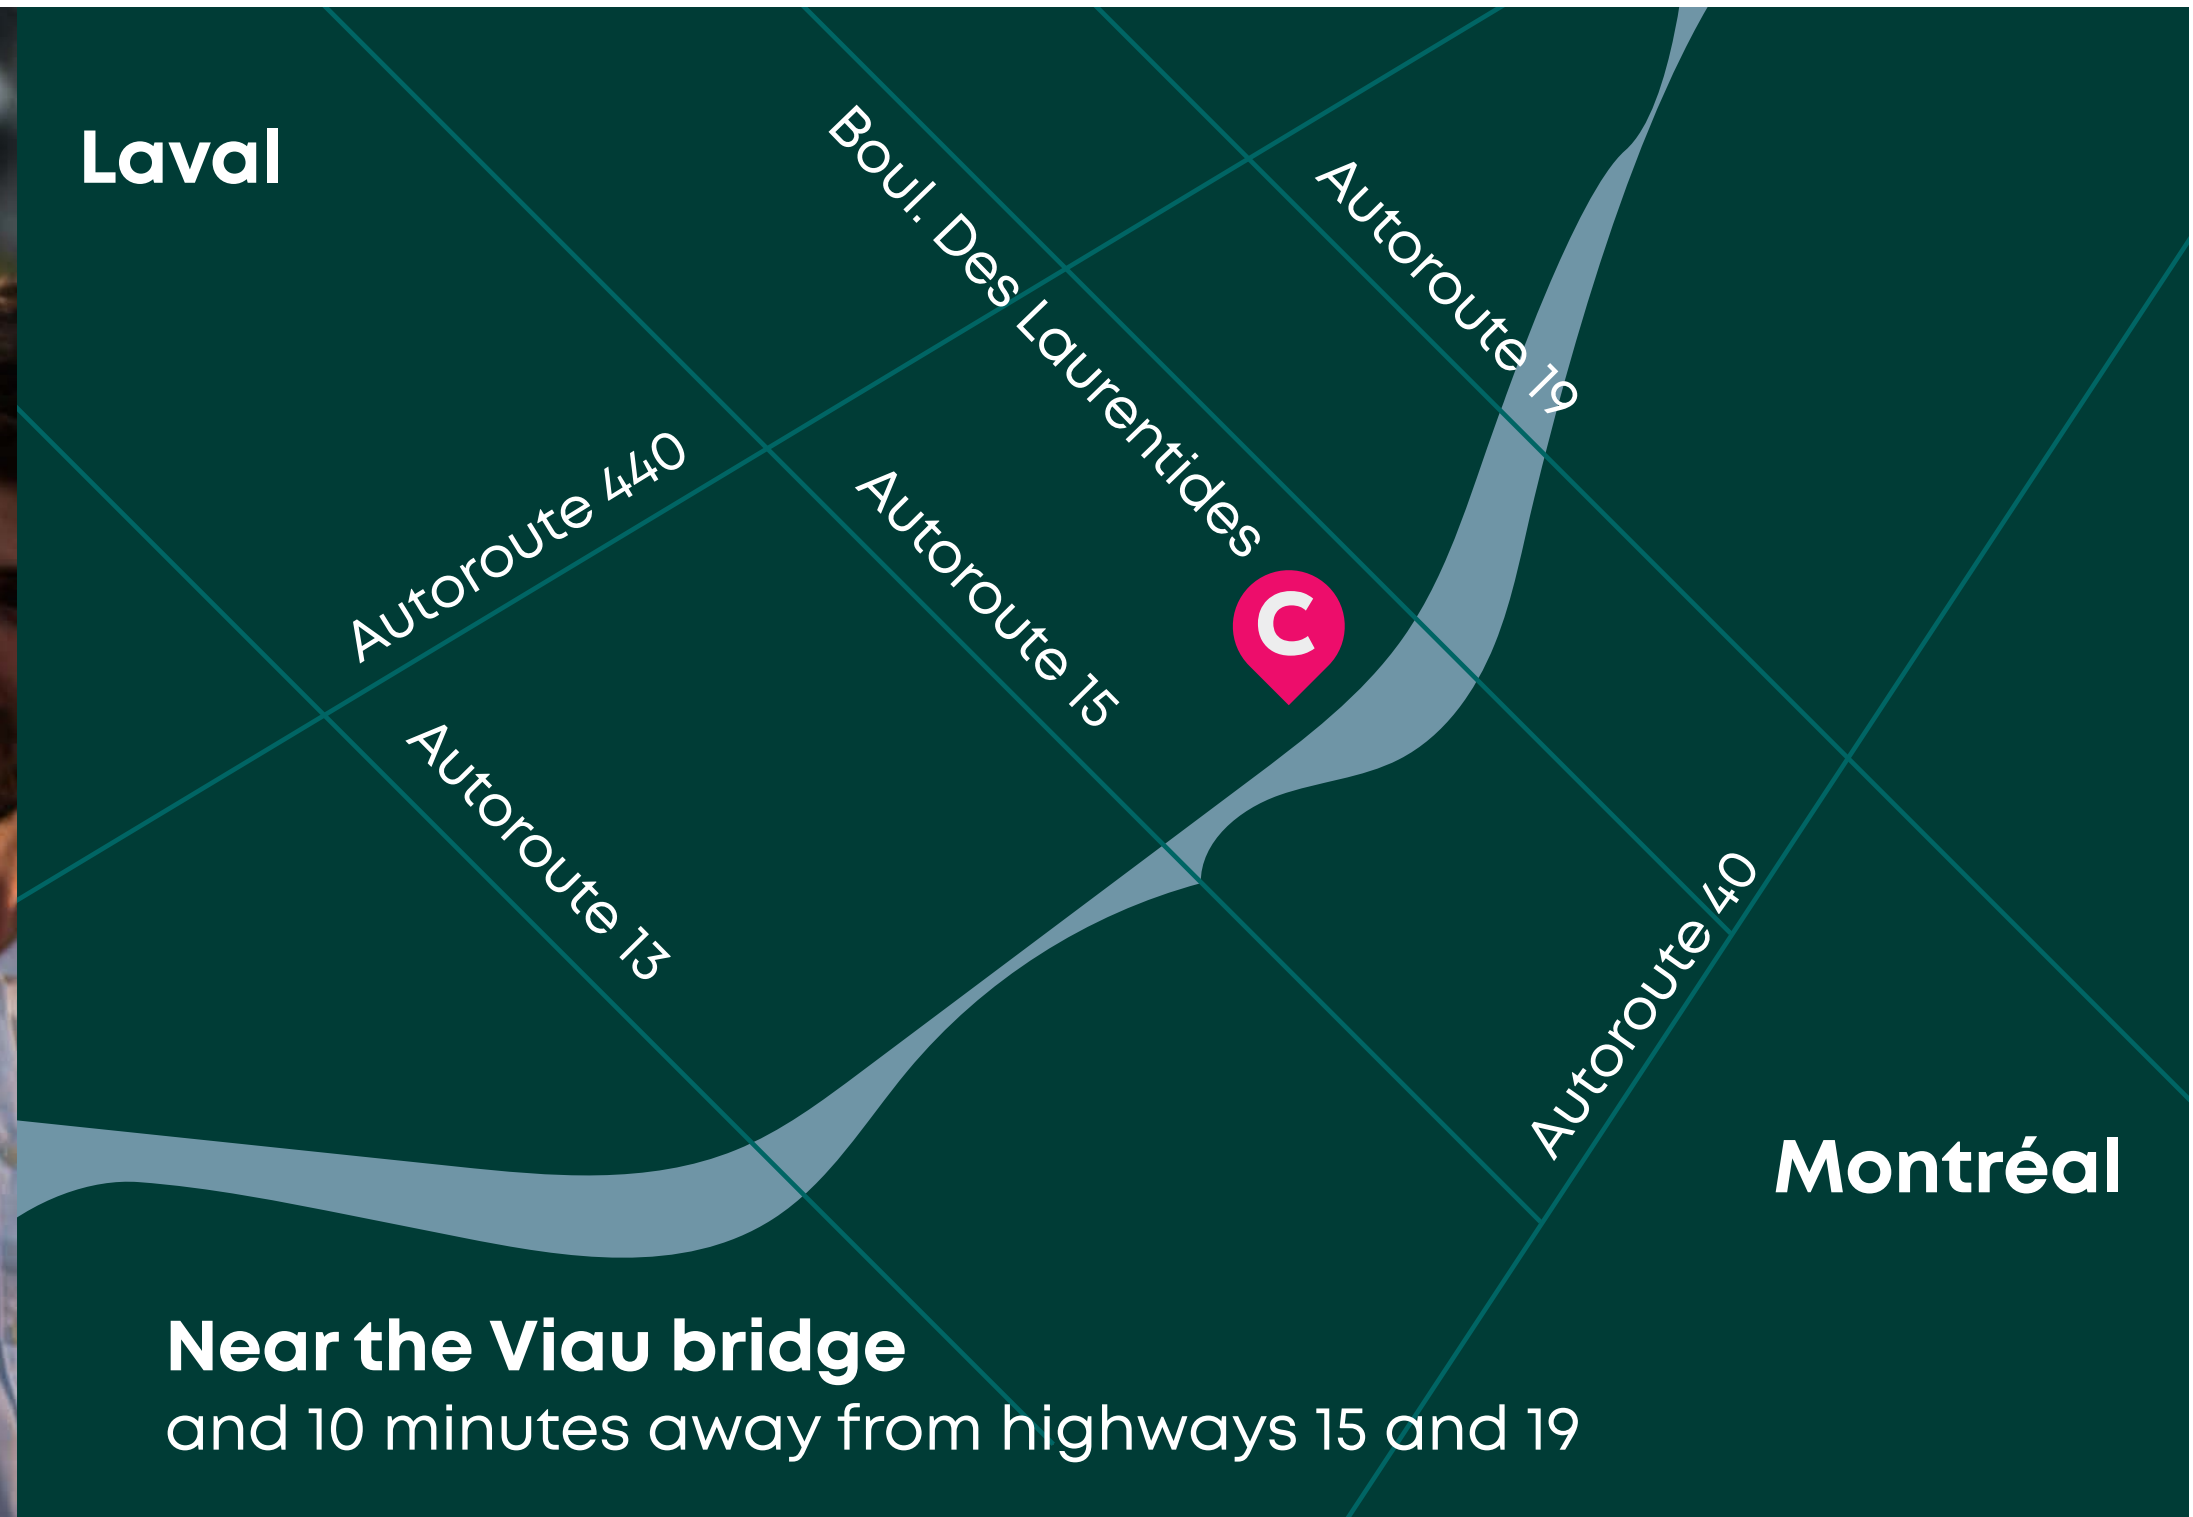 Laval
Boul. Des Laurentides
Autoroute 19
Autoroute 440
Autoroute 15
C
Autoroute 13
Autoroute 40
Montréal
Near the Viau bridge
and 10 minutes away from highways 15 and 19